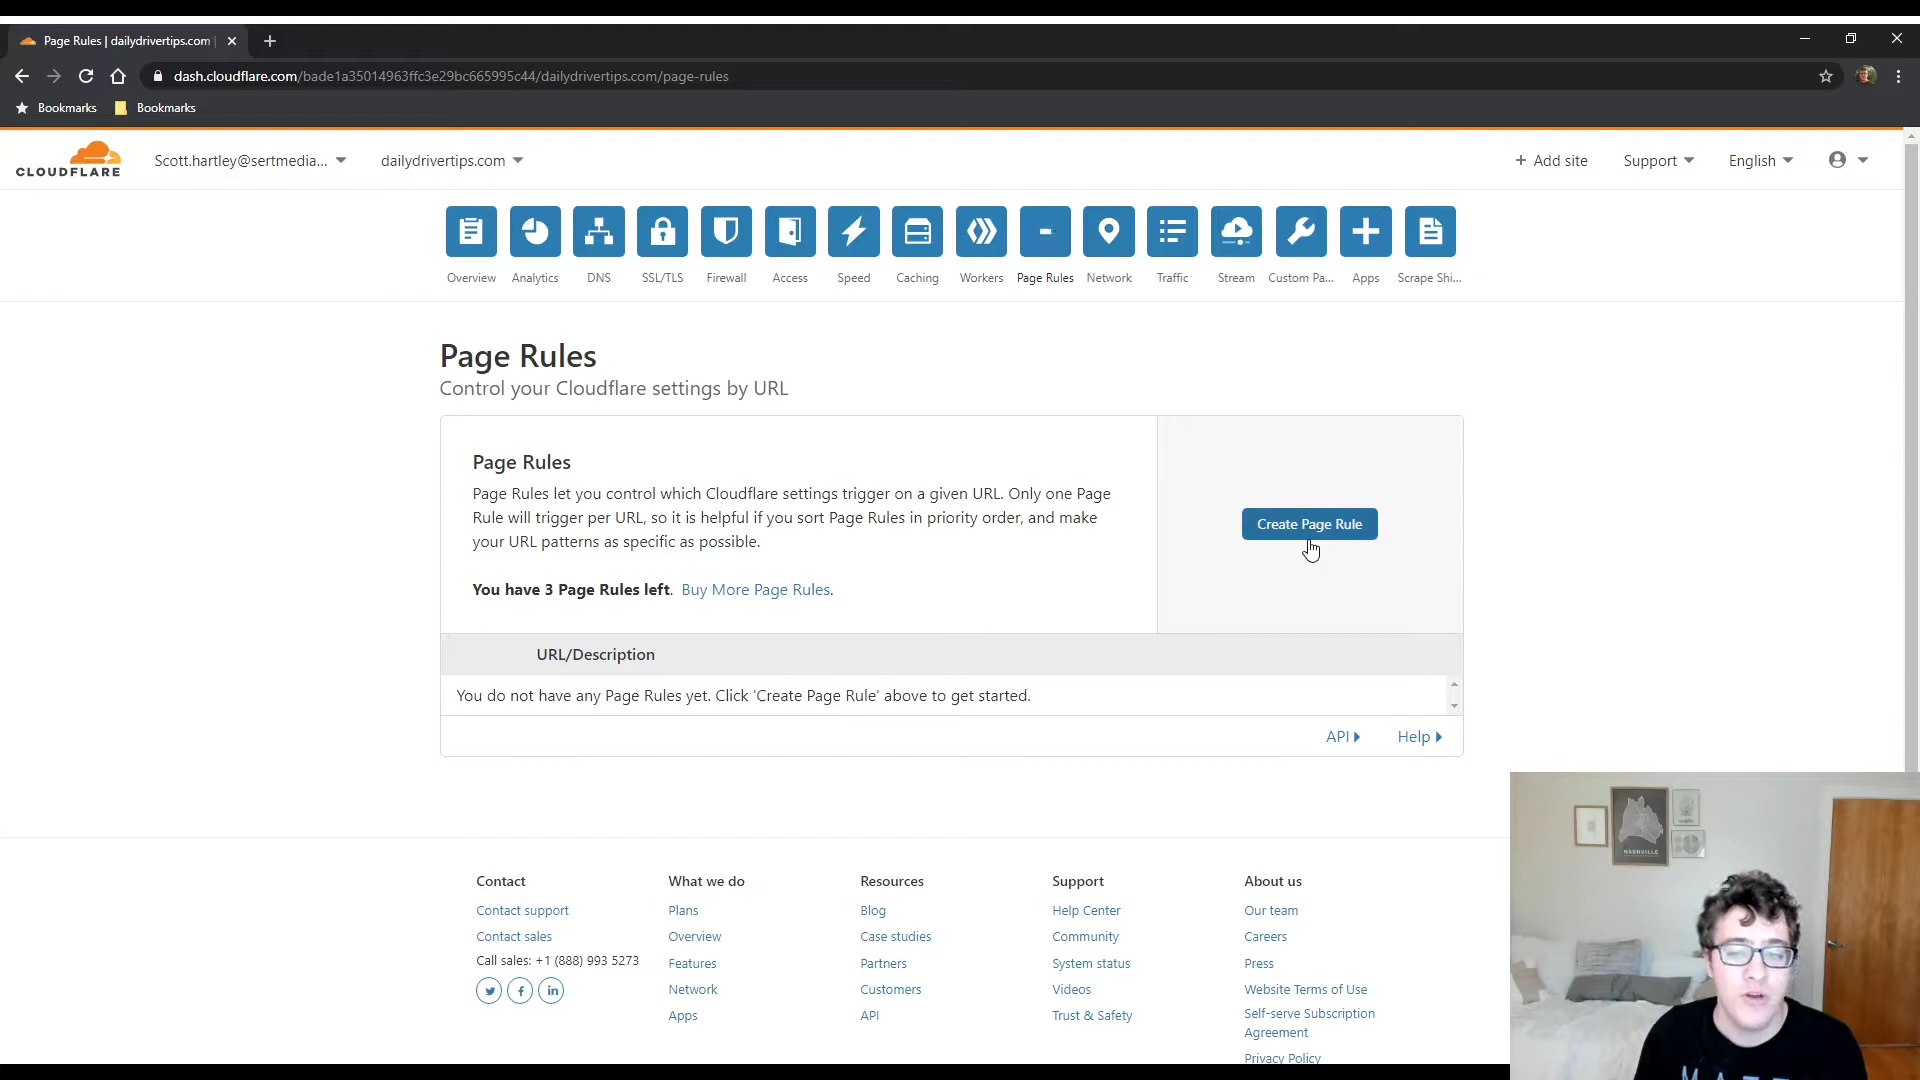 Page Rules | dailydrivertips.com |
dash.cloudflare.com/bade1a35014963ffc3e29bc665995c44/dailydrivertips.com/page-rules
Bookmarks Bookmarks
CLOUDFLARE
Scott.hartley@sertmedia... dailydrivertips.com
+ Add site Support English
Overview Analytics DNS SSL/TLS Firewall Access Speed Caching Workers Page Rules Network Traffic Stream Custom Pa... Apps Scrape Shi...
Page Rules
Control your Cloudflare settings by URL
Page Rules
Page Rules let you control which Cloudflare settings trigger on a given URL. Only one Page
Rule will trigger per URL, so it is helpful if you sort Page Rules in priority order, and make
your URL patterns as specific as possible.
You have 3 Page Rules left. Buy More Page Rules.
Create Page Rule
URL/Description
You do not have any Page Rules yet. Click 'Create Page Rule' above to get started.
API Help
Contact
Contact support
Contact sales
Call sales: +1 (888) 993 5273
What we do
Plans
Overview
Features
Network
Apps
Resources
Blog
Case studies
Partners
Customers
API
Support
Help Center
Community
System status
Videos
Trust & Safety
About us
Our team
Careers
Press
Website Terms of Use
Self-serve Subscription
Agreement
Privacy Policy
NASHVILLE